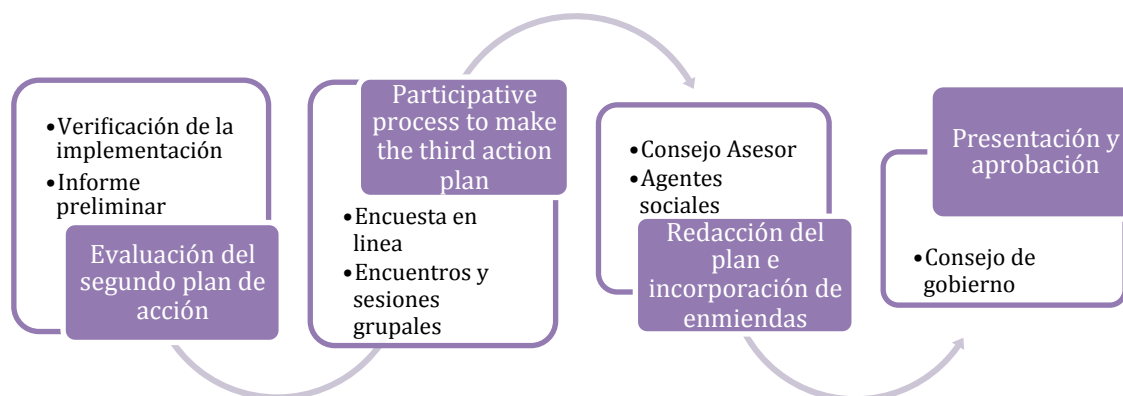 •Verificación de la
implementación
•Informe
preliminar
Evaluación del
segundo plan de
acción
Participative
process to make
the third action
plan
•Encuesta en
linea
•Encuentros y
sesiones
grupales
•Consejo Asesor
•Agentes
sociales
Redacción del
plan e
incorporación de
enmiendas
Presentación y
aprobación
•Consejo de
gobierno